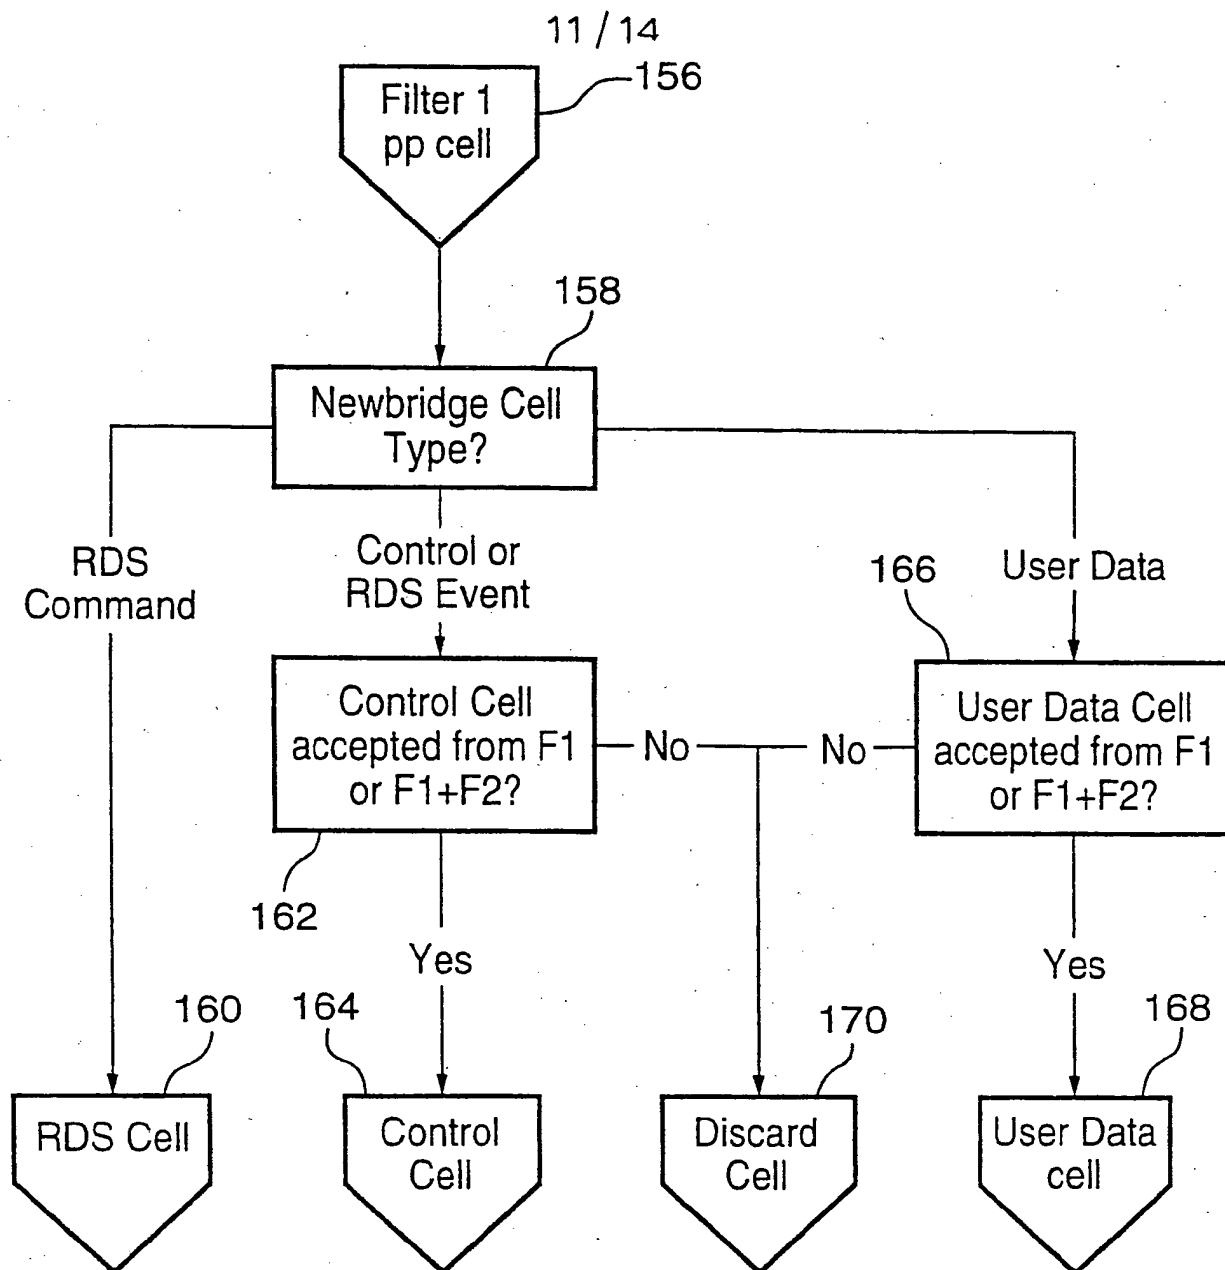 11 / 14
156
Filter 1
pp cell
158
Newbridge Cell
Type?
RDS
Command
Control or
RDS Event
166
User Data
Control Cell
accepted from F1
or F1+F2?
No
No
User Data Cell
accepted from F1
or F1+F2?
162
Yes
Yes
160
164
170
168
RDS Cell
Control
Cell
Discard
Cell
User Data
cell